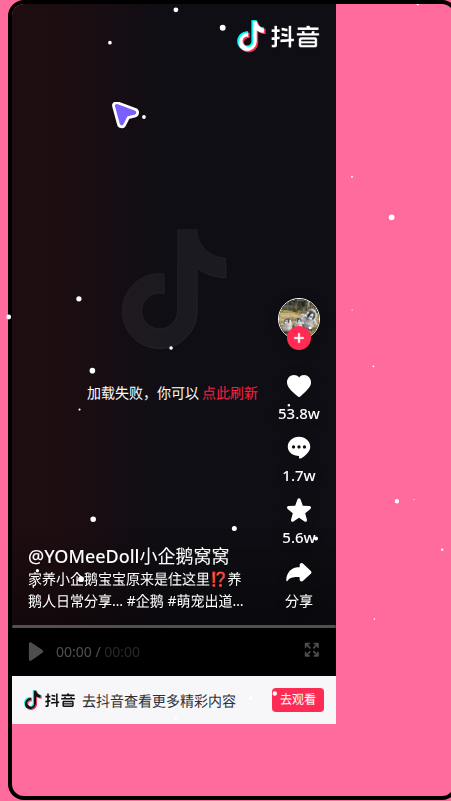 抖音
加载失败，你可以 点此刷新
53.8w
1.7w
5.6w
分享
@YOMeeDoll小企鹅窝窝
家养小企鹅宝宝原来是住这里⁉️养
鹅人日常分享... #企鹅 #萌宠出道...
00:00 / 00:00
抖音 去抖音查看更多精彩内容 去观看